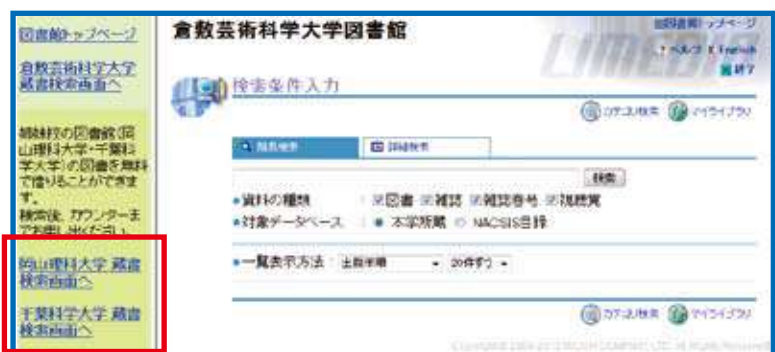 図書館トップページ
倉敷芸術科学大学
蔵書検索画面へ
姉妹校の図書館(岡
山理科大学・千葉科
学大学)の図書を無料
で借りることができま
す。
検索後、カウンターま
でお申し出ください。
岡山理科大学 蔵書
検索画面へ
千葉科学大学 蔵書
検索画面へ
倉敷芸術科学大学図書館
図書館トップページ
? ヘルプ English
終了
検索条件入力
カテゴリ検索 マイライブラリ
簡易検索 詳細検索
検索
資料の種類 図書 雑誌 雑誌巻号 視聴覚
対象データベース 本学所蔵 NACSIS目録
一覧表示方法 : 出版年順 20件ずつ
カテゴリ検索 マイライブラリ